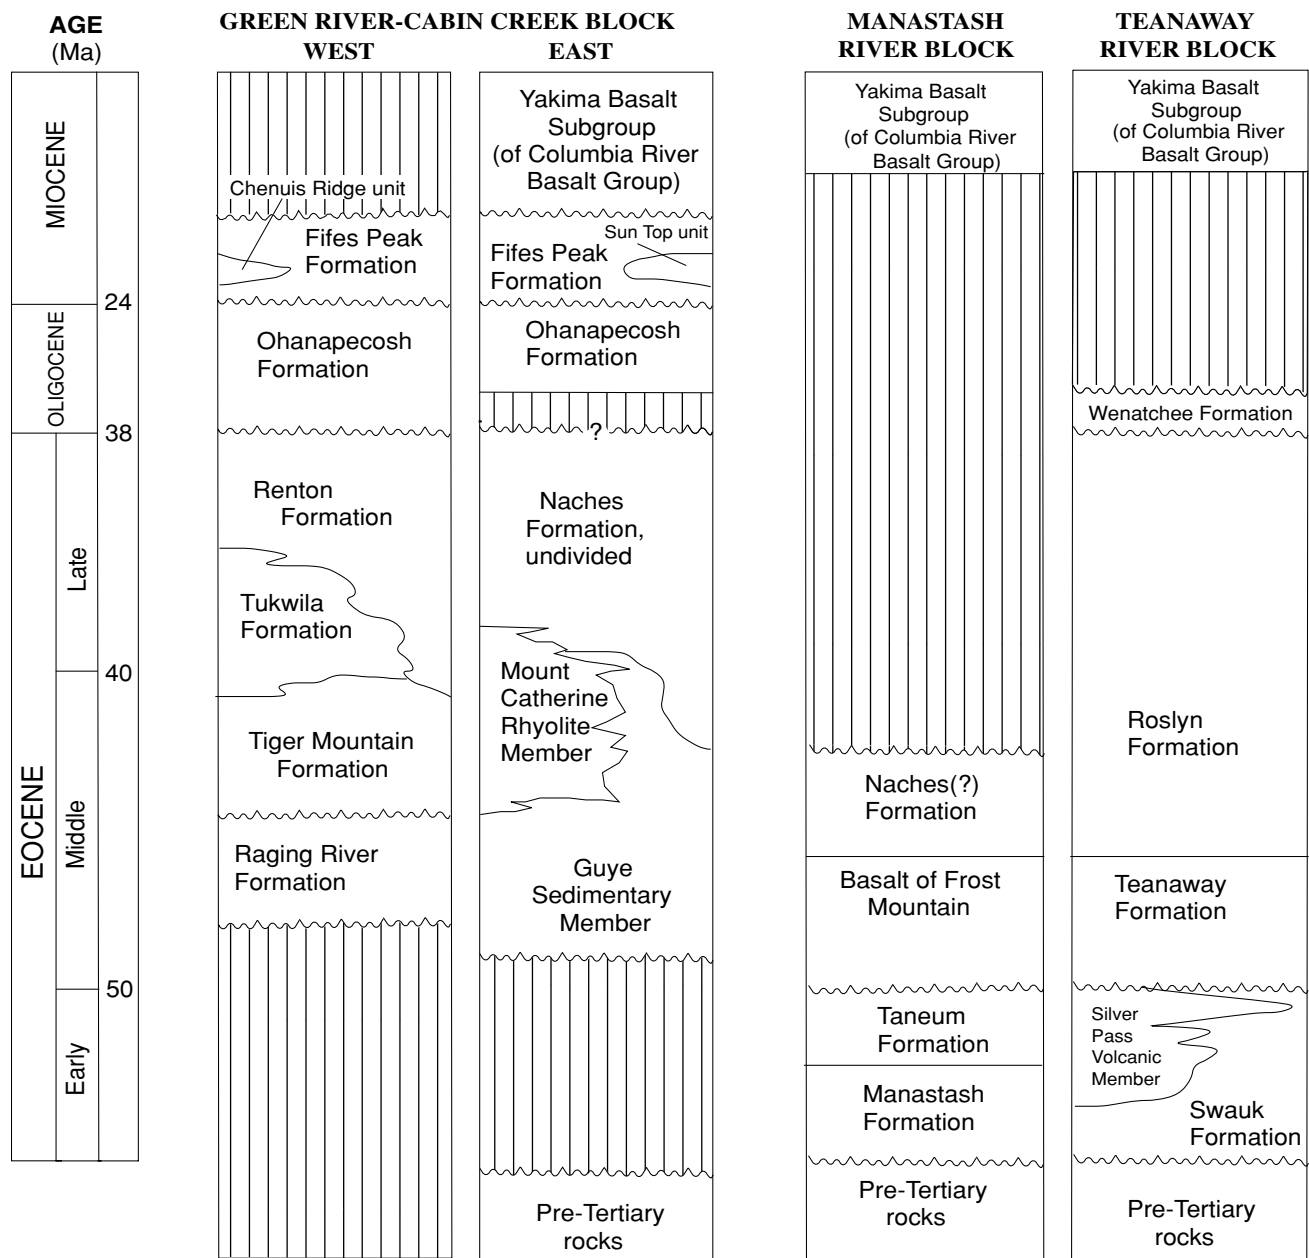 AGE
(Ma)
GREEN RIVER-CABIN CREEK BLOCK
WEST
EAST
MANASTASH
RIVER BLOCK
TEANAWAY
RIVER BLOCK
MIOCENE
24
OLIGOCENE
38
EOCENE
Late
40
Middle
50
Early
Chenuis Ridge unit
Fifes Peak
Formation
Ohanapecosh
Formation
Renton
Formation
Tukwila
Formation
Tiger Mountain
Formation
Raging River
Formation
Yakima Basalt
Subgroup
(of Columbia River
Basalt Group)
Sun Top unit
Fifes Peak
Formation
Ohanapecosh
Formation
?
Naches
Formation,
undivided
Mount
Catherine
Rhyolite
Member
Guye
Sedimentary
Member
Pre-Tertiary
rocks
Yakima Basalt
Subgroup
(of Columbia River
Basalt Group)
Naches(?)
Formation
Basalt of Frost
Mountain
Taneum
Formation
Manastash
Formation
Pre-Tertiary
rocks
Yakima Basalt
Subgroup
(of Columbia River
Basalt Group)
Wenatchee Formation
Roslyn
Formation
Teanaway
Formation
Silver
Pass
Volcanic
Member
Swauk
Formation
Pre-Tertiary
rocks